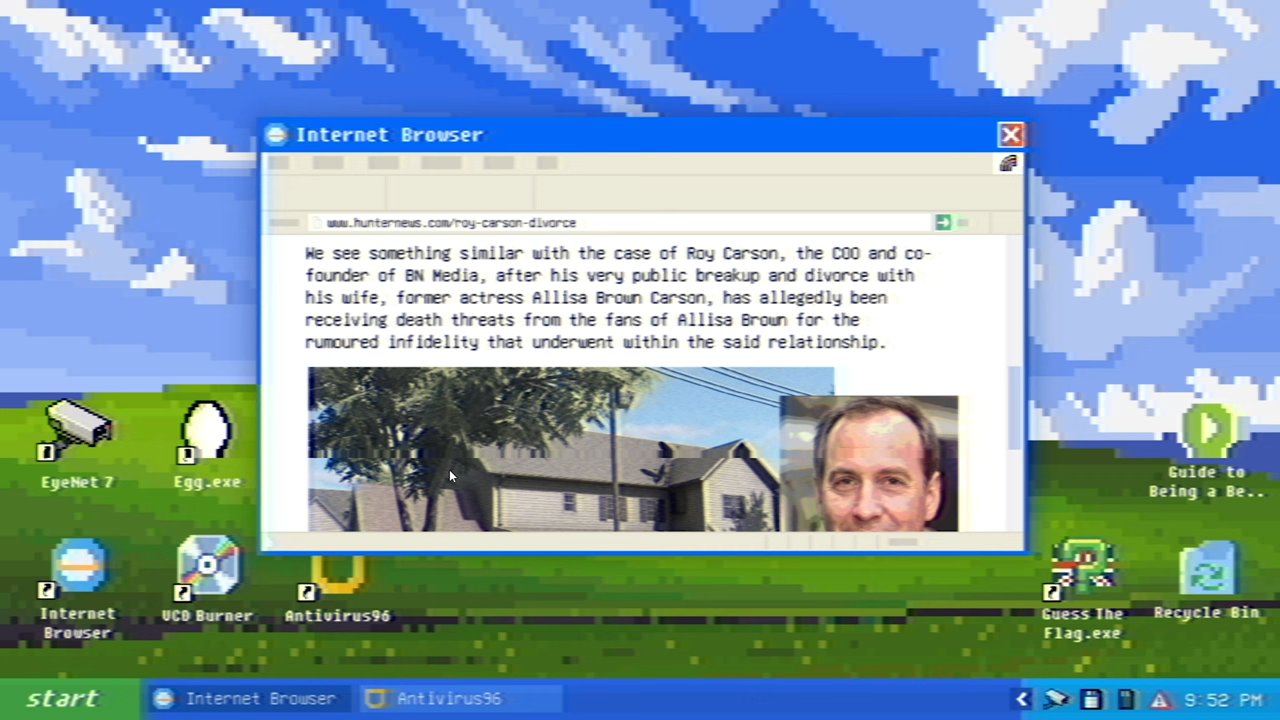 Internet Browser
www.hunternews.com/roy-carson-divorce
We see something similar with the case of Roy Carson, the COO and co-
founder of BN Media, after his very public breakup and divorce with
his wife, former actress Allisa Brown Carson, has allegedly been
receiving death threats from the fans of Allisa Brown for the
rumoured infidelity that underwent within the said relationship.
EyeNet 7
Egg.exe
Guide to
Being a Be..
Internet
Browser
VCD Burner
Antivirus96
Guess The
Flag.exe
Recycle Bin
start
Internet Browser
Antivirus96
9:52 PM